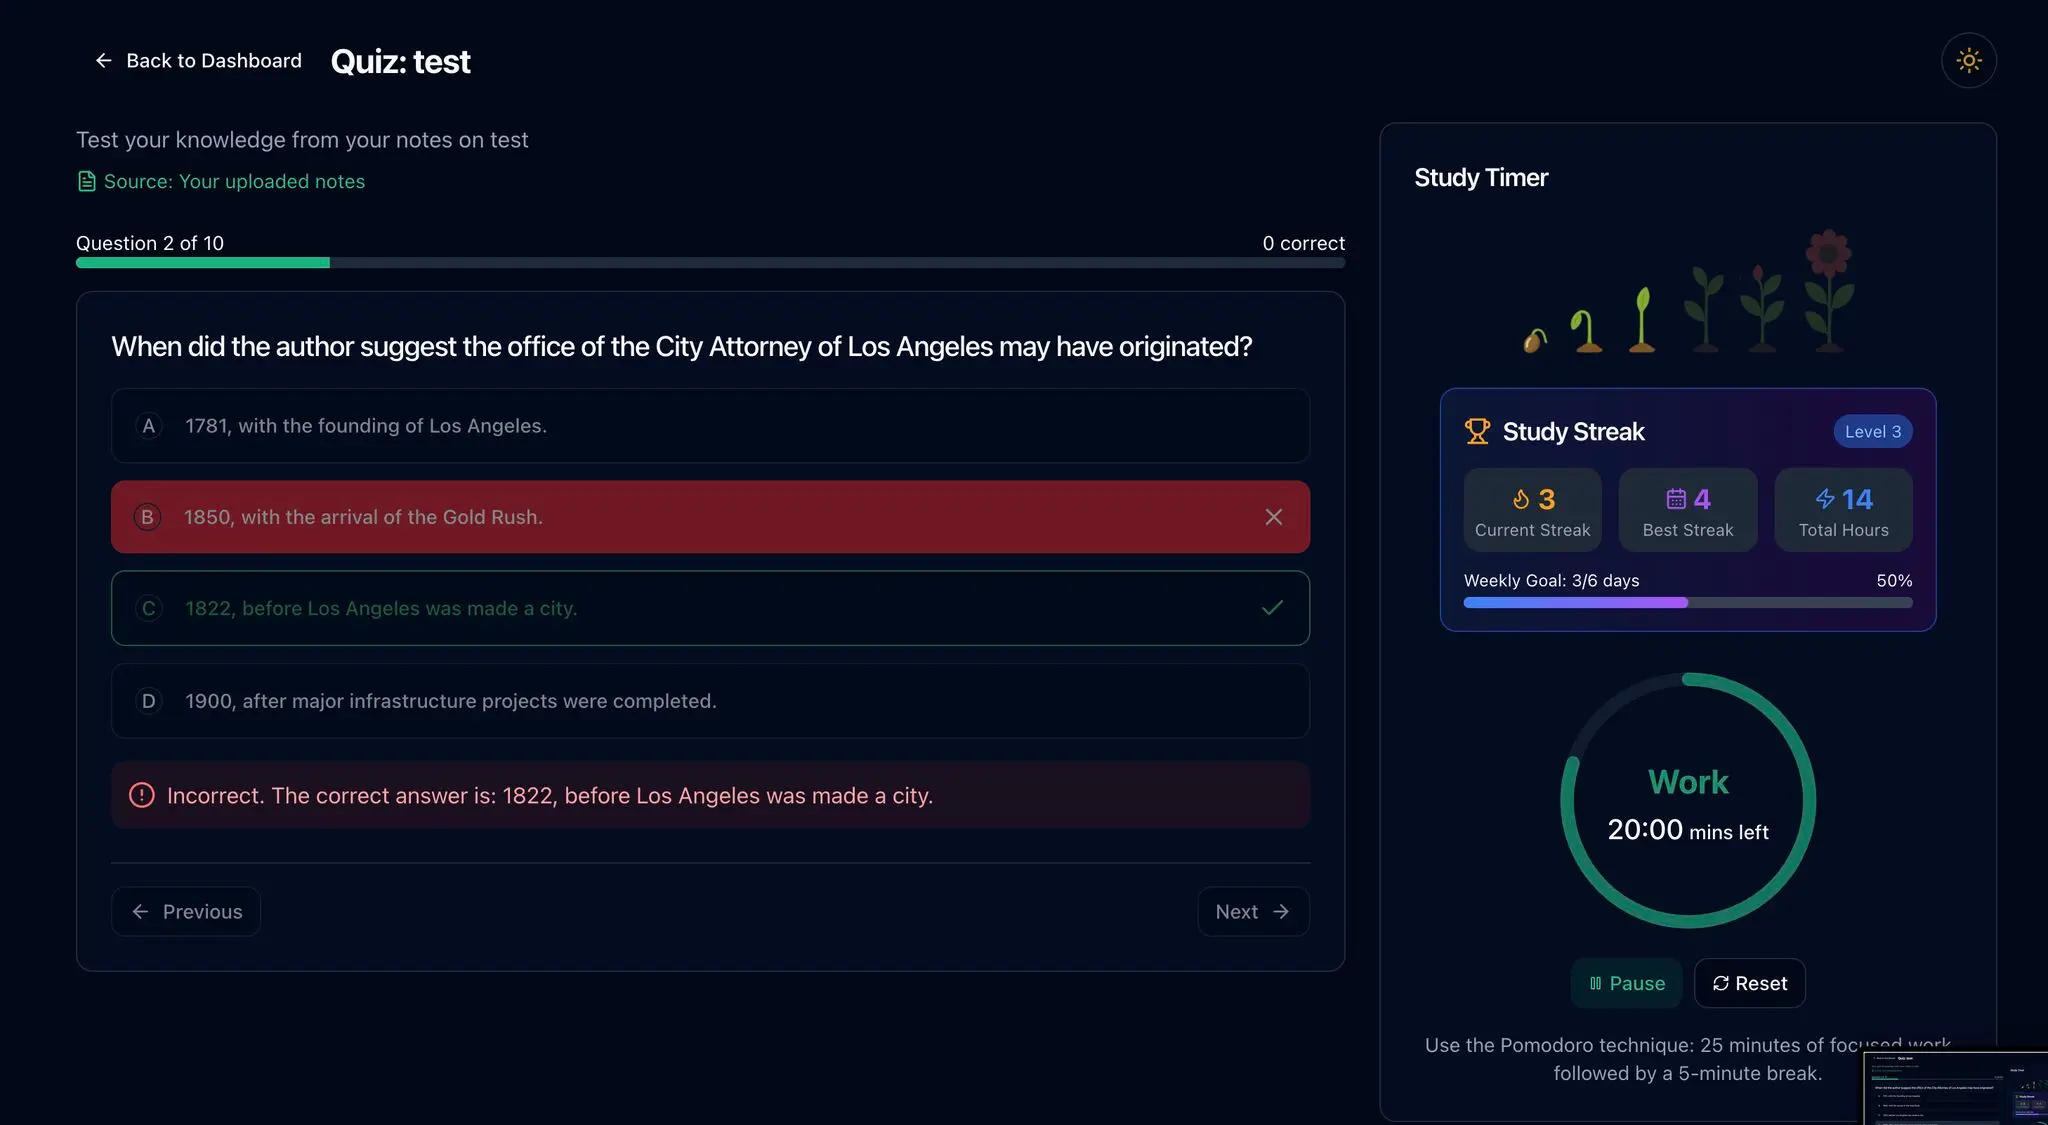 Back to Dashboard
Quiz: test
Test your knowledge from your notes on test
Source: Your uploaded notes
Question 2 of 10
0 correct
When did the author suggest the office of the City Attorney of Los Angeles may have originated?
A 1781, with the founding of Los Angeles.
B 1850, with the arrival of the Gold Rush.
C 1822, before Los Angeles was made a city.
D 1900, after major infrastructure projects were completed.
Incorrect. The correct answer is: 1822, before Los Angeles was made a city.
Previous
Next
Study Timer
Study Streak
Level 3
3
Current Streak
4
Best Streak
14
Total Hours
Weekly Goal: 3/6 days
50%
Work
20:00 mins left
Pause
Reset
Use the Pomodoro technique: 25 minutes of focused work
followed by a 5-minute break.